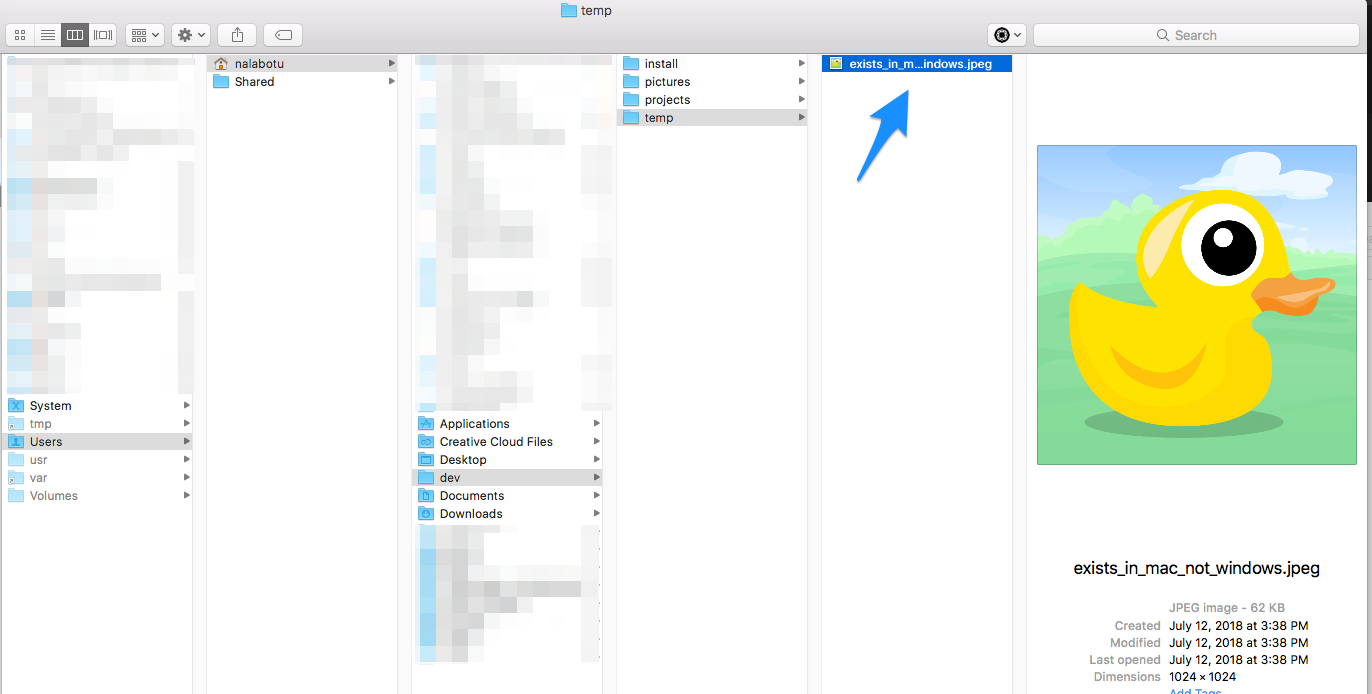 temp
Search
System
tmp
Users
usr
var
Volumes
nalabotu
Shared
Applications
Creative Cloud Files
Desktop
dev
Documents
Downloads
install
pictures
projects
temp
exists_in_m...indows.jpeg
exists_in_mac_not_windows.jpeg
JPEG image - 62 KB
Created July 12, 2018 at 3:38 PM
Modified July 12, 2018 at 3:38 PM
Last opened July 12, 2018 at 3:38 PM
Dimensions 1024 × 1024
Add Tags...